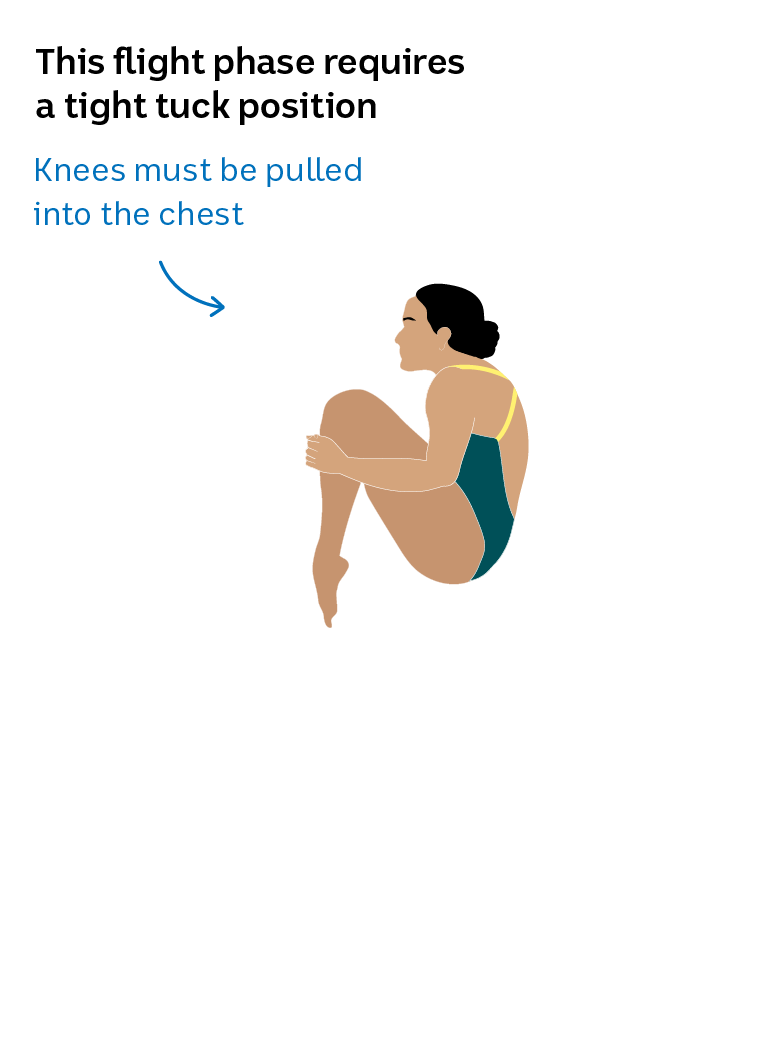 This flight phase requires
a tight tuck position
Knees must be pulled
into the chest